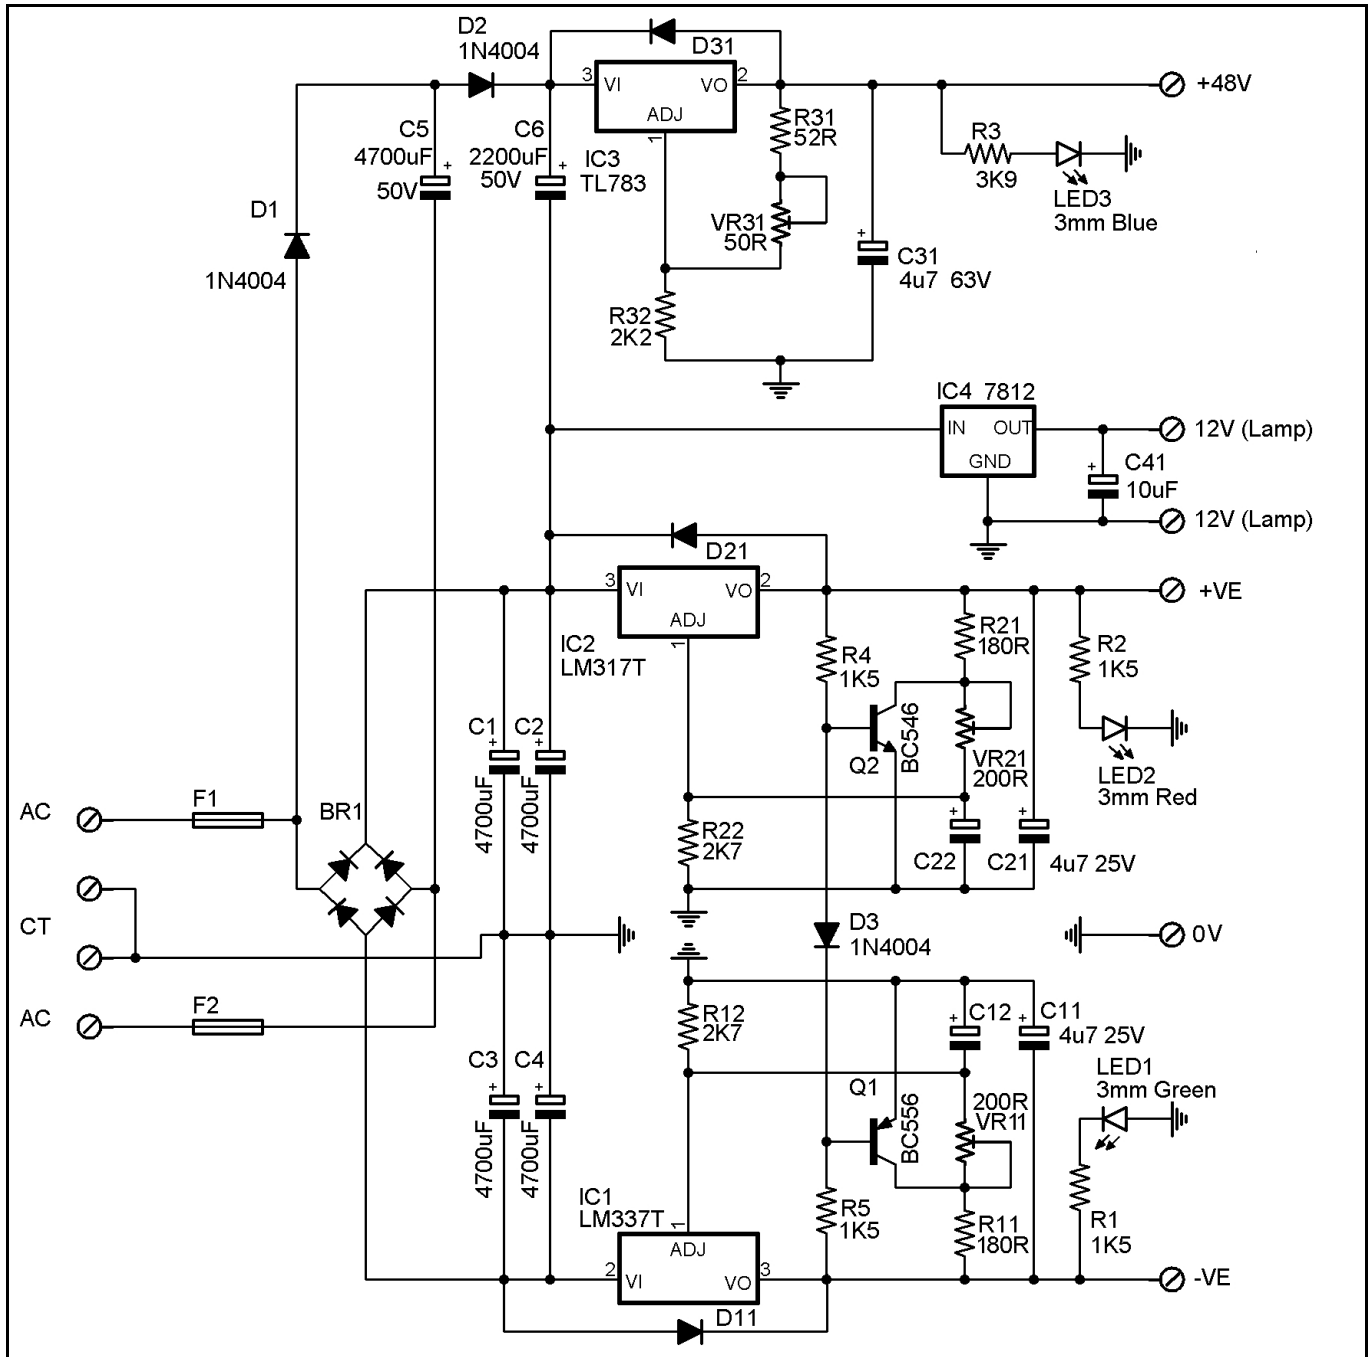 D2
1N4004
D31
3
VI
VO
2
ADJ
1
+48V
C5
4700uF
+
50V
C6
2200uF
+
50V
IC3
TL783
R31
52R
R3
3K9
LED3
3mm Blue
D1
1N4004
VR31
50R
+
C31
4u7 63V
R32
2K2
IC4 7812
IN
OUT
GND
12V (Lamp)
+
C41
10uF
12V (Lamp)
D21
3
VI
VO
2
ADJ
1
+VE
IC2
LM317T
R4
1K5
R21
180R
R2
1K5
C1
+
4700uF
C2
+
4700uF
Q2
BC546
VR21
200R
LED2
3mm Red
AC
F1
BR1
R22
2K7
+
C22
+
C21
4u7 25V
CT
D3
1N4004
0V
AC
F2
R12
2K7
+
C12
+
C11
4u7 25V
C3
+
4700uF
C4
+
4700uF
Q1
BC556
200R
VR11
LED1
3mm Green
IC1
LM337T
1
ADJ
2
VI
VO
3
R5
1K5
R11
180R
R1
1K5
-VE
D11